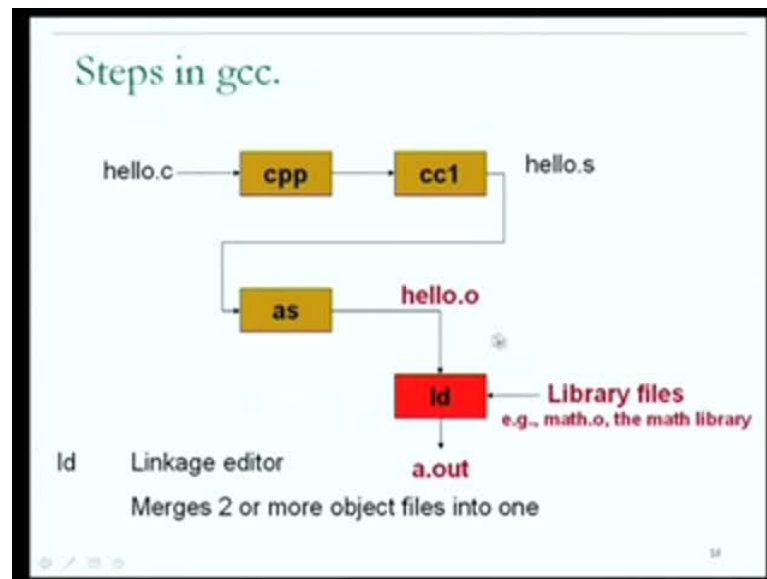 Steps in gcc.
hello.c
cpp
cc1
hello.s
as
hello.o
ld
Library files
e.g., math.o, the math library
a.out
ld Linkage editor
Merges 2 or more object files into one